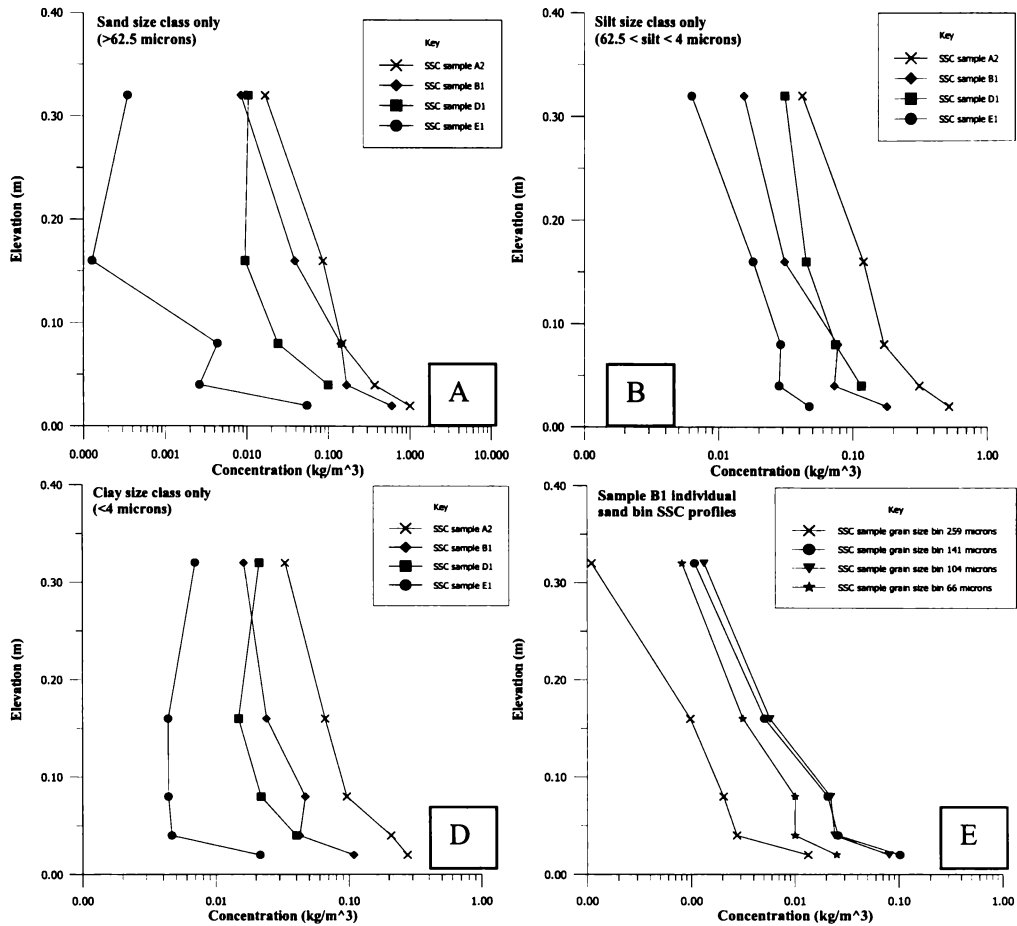 Sand size class only
(>62.5 microns)
Key
SSC sample A2
SSC sample B1
SSC sample D1
SSC sample E1
0.40
0.30
0.20
0.10
0.00
Elevation (m)
0.000 0.001 0.010 0.100 1.000 10.000
Concentration (kg/m^3)
A
Silt size class only
(62.5 < silt < 4 microns)
Key
SSC sample A2
SSC sample B1
SSC sample D1
SSC sample E1
0.40
0.30
0.20
0.10
0.00
Elevation (m)
0.00 0.01 0.10 1.00
Concentration (kg/m^3)
B
Clay size class only
(<4 microns)
Key
SSC sample A2
SSC sample B1
SSC sample D1
SSC sample E1
0.40
0.30
0.20
0.10
0.00
Elevation (m)
0.00 0.01 0.10 1.00
Concentration (kg/m^3)
D
Sample B1 individual
sand bin SSC profiles
Key
SSC sample grain size bin 259 microns
SSC sample grain size bin 141 microns
SSC sample grain size bin 104 microns
SSC sample grain size bin 66 microns
0.40
0.30
0.20
0.10
0.00
Elevation (m)
0.00 0.00 0.01 0.10 1.00
Concentration (kg/m^3)
E